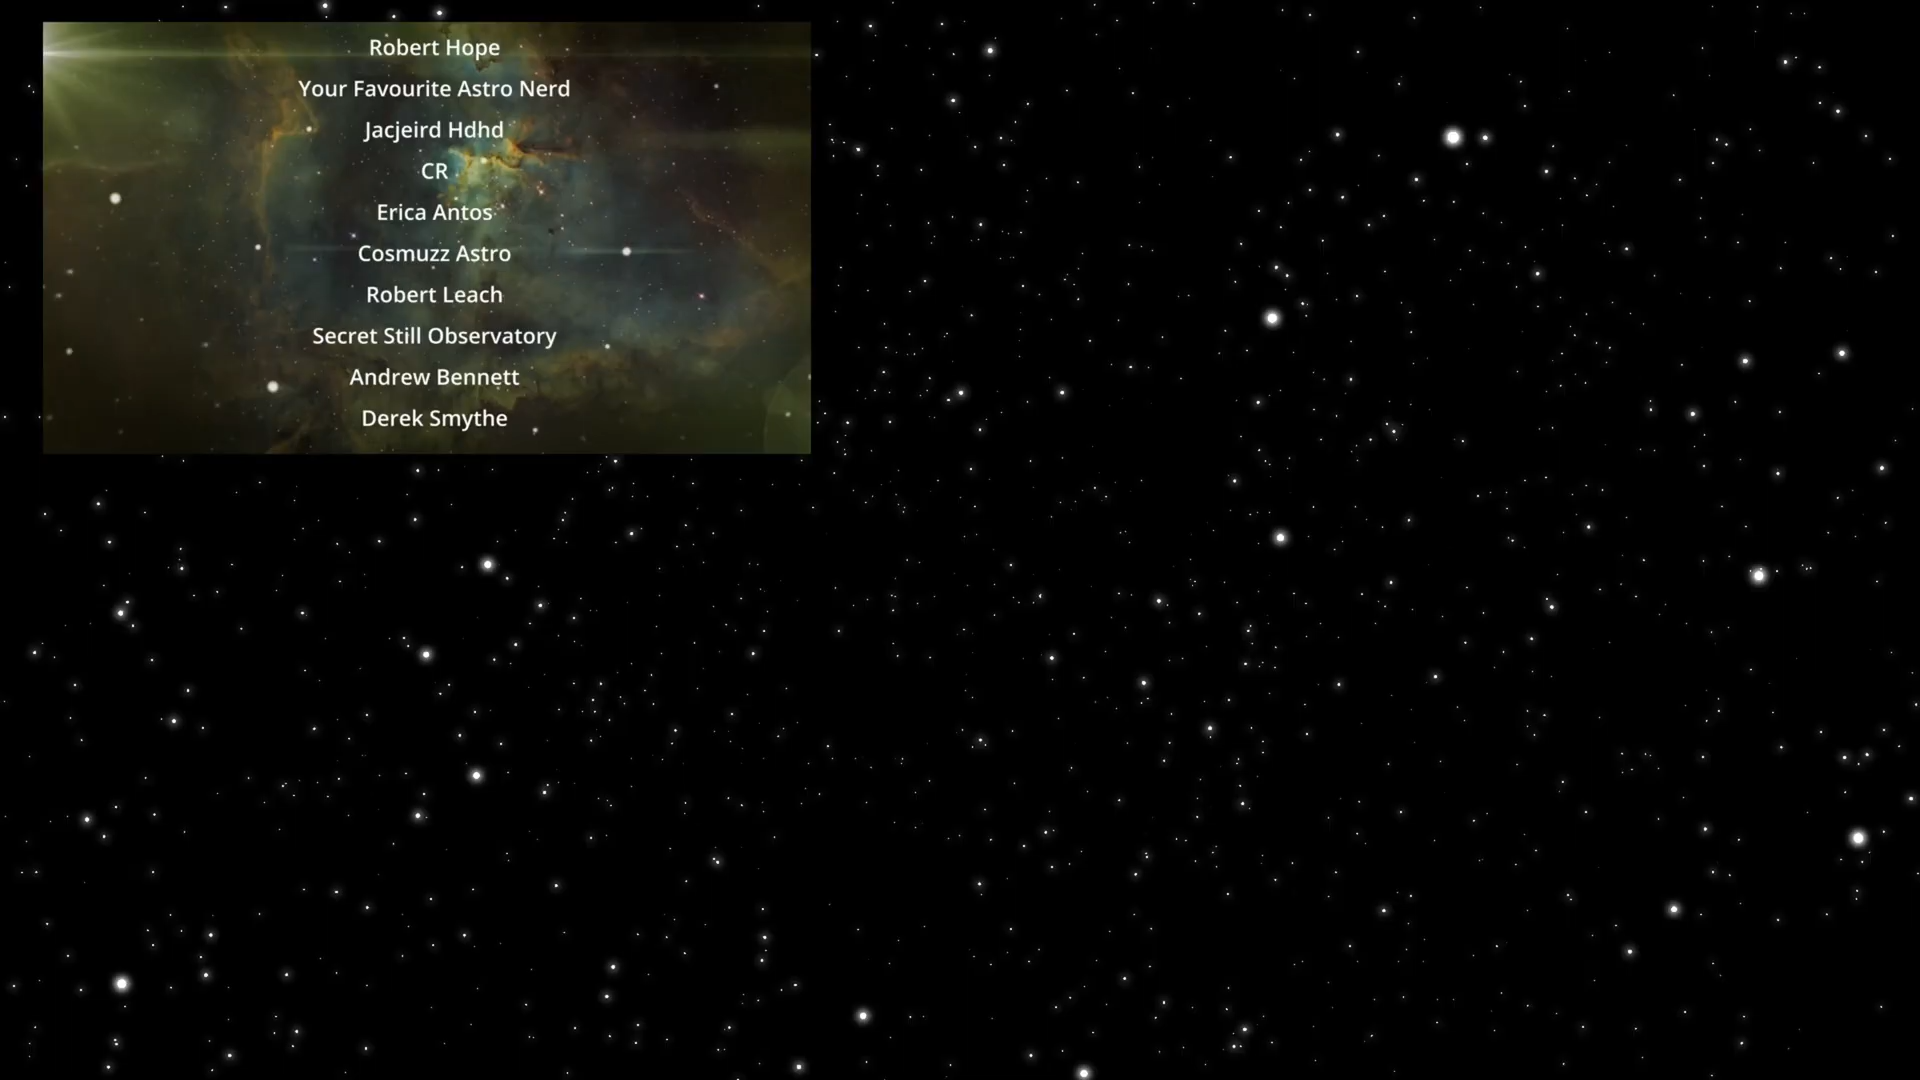 Robert Hope
Your Favourite Astro Nerd
Jacjeird Hdhd
CR
Erica Antos
Cosmuzz Astro
Robert Leach
Secret Still Observatory
Andrew Bennett
Derek Smythe